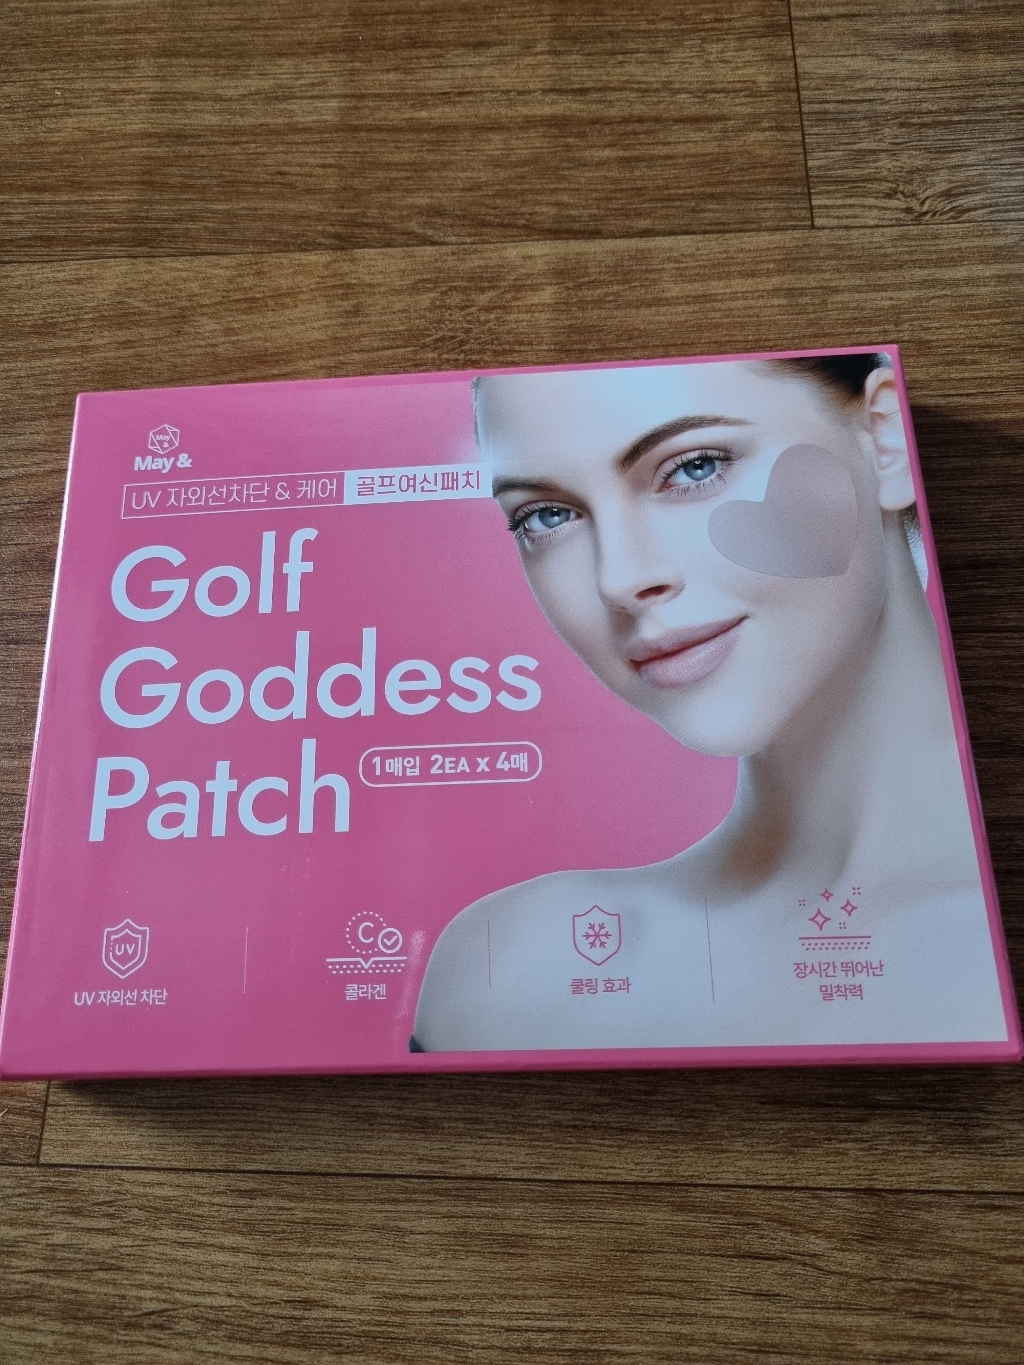 May &
May &
UV 자외선차단 & 케어 골프여신패치
Golf
Goddess
Patch
1매입 2EA x 4매
UV
UV 자외선 차단
C
콜라겐
쿨링 효과
장시간 뛰어난
밀착력